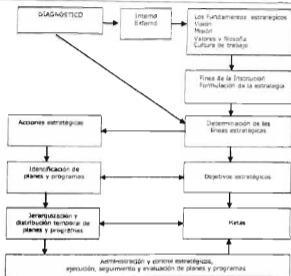 DIAGNÓSTICO
Interno
Externo
Los fundamentos estratégicos
Visión
Misión
Valores y filosofía
Cultura de trabajo
Fines de la Institución
Formulación de la estrategia
Acciones estratégicas
Determinación de las
líneas estratégicas
Identificación de
planes y programas
Objetivos estratégicos
Jerarquización y
distribución temporal de
planes y programas
Metas
Administración y control estratégicos,
ejecución, seguimiento y evaluación de planes y programas